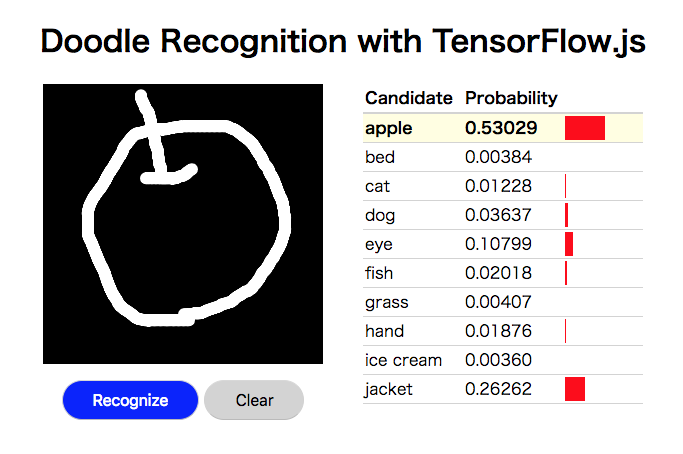 Doodle Recognition with TensorFlow.js
Candidate Probability
apple 0.53029
bed 0.00384
cat 0.01228
dog 0.03637
eye 0.10799
fish 0.02018
grass 0.00407
hand 0.01876
ice cream 0.00360
jacket 0.26262
Recognize Clear